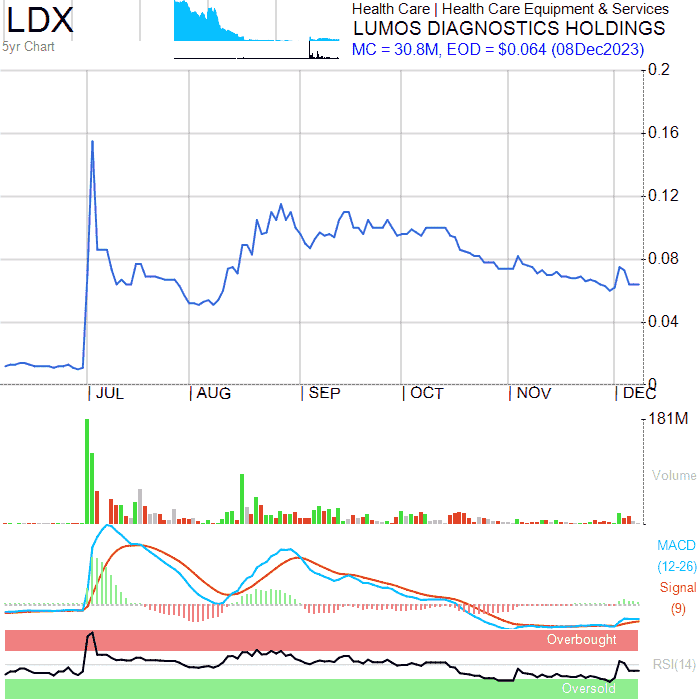 LDX
5yr Chart
Health Care | Health Care Equipment & Services
LUMOS DIAGNOSTICS HOLDINGS
MC = 30.8M, EOD = $0.064 (08Dec2023)
0.2
0.16
0.12
0.08
0.04
0
JUL AUG SEP OCT NOV DEC
181M
Volume
MACD
(12-26)
Signal
(9)
Overbought
RSI(14)
Oversold